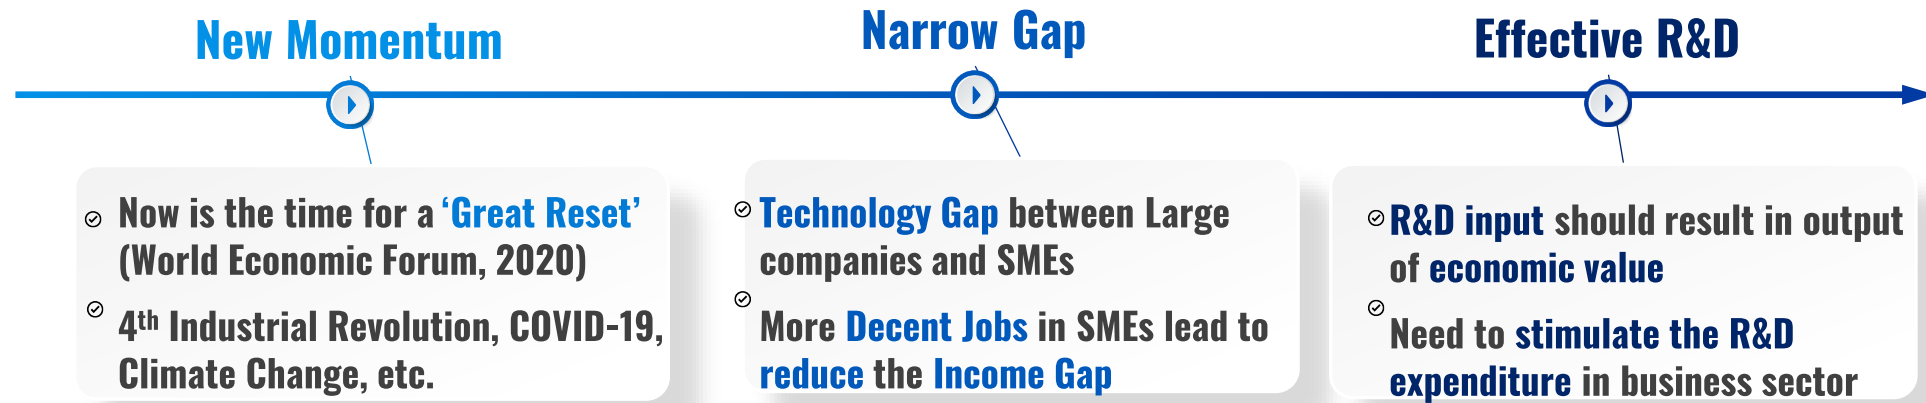 New Momentum
Now is the time for a ‘Great Reset’
(World Economic Forum, 2020)
4th Industrial Revolution, COVID-19,
Climate Change, etc.
Narrow Gap
Technology Gap between Large
companies and SMEs
More Decent Jobs in SMEs lead to
reduce the Income Gap
Effective R&D
R&D input should result in output
of economic value
Need to stimulate the R&D
expenditure in business sector